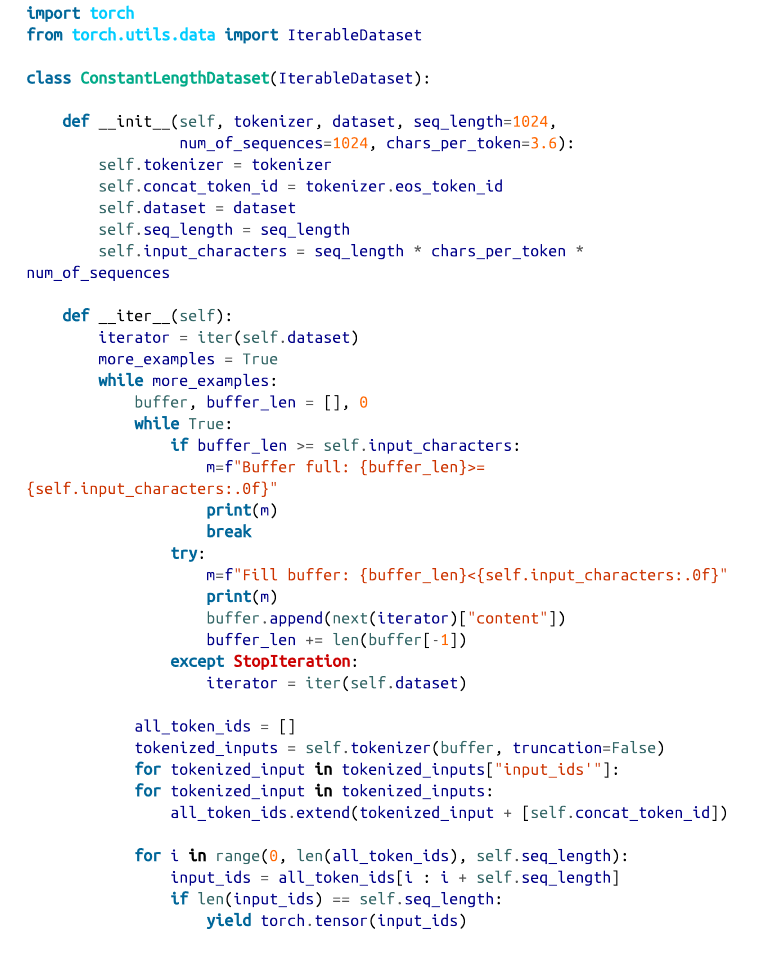 import torch
from torch.utils.data import IterableDataset

class ConstantLengthDataset(IterableDataset):

    def __init__(self, tokenizer, dataset, seq_length=1024,
                 num_of_sequences=1024, chars_per_token=3.6):
        self.tokenizer = tokenizer
        self.concat_token_id = tokenizer.eos_token_id
        self.dataset = dataset
        self.seq_length = seq_length
        self.input_characters = seq_length * chars_per_token *
num_of_sequences

    def __iter__(self):
        iterator = iter(self.dataset)
        more_examples = True
        while more_examples:
            buffer, buffer_len = [], 0
            while True:
                if buffer_len >= self.input_characters:
                    m=f"Buffer full: {buffer_len}>=
{self.input_characters:.0f}"
                    print(m)
                    break
                try:
                    m=f"Fill buffer: {buffer_len}<{self.input_characters:.0f}"
                    print(m)
                    buffer.append(next(iterator)["content"])
                    buffer_len += len(buffer[-1])
                except StopIteration:
                    iterator = iter(self.dataset)

            all_token_ids = []
            tokenized_inputs = self.tokenizer(buffer, truncation=False)
            for tokenized_input in tokenized_inputs["input_ids'"]:
            for tokenized_input in tokenized_inputs:
                all_token_ids.extend(tokenized_input + [self.concat_token_id])

            for i in range(0, len(all_token_ids), self.seq_length):
                input_ids = all_token_ids[i : i + self.seq_length]
                if len(input_ids) == self.seq_length:
                    yield torch.tensor(input_ids)